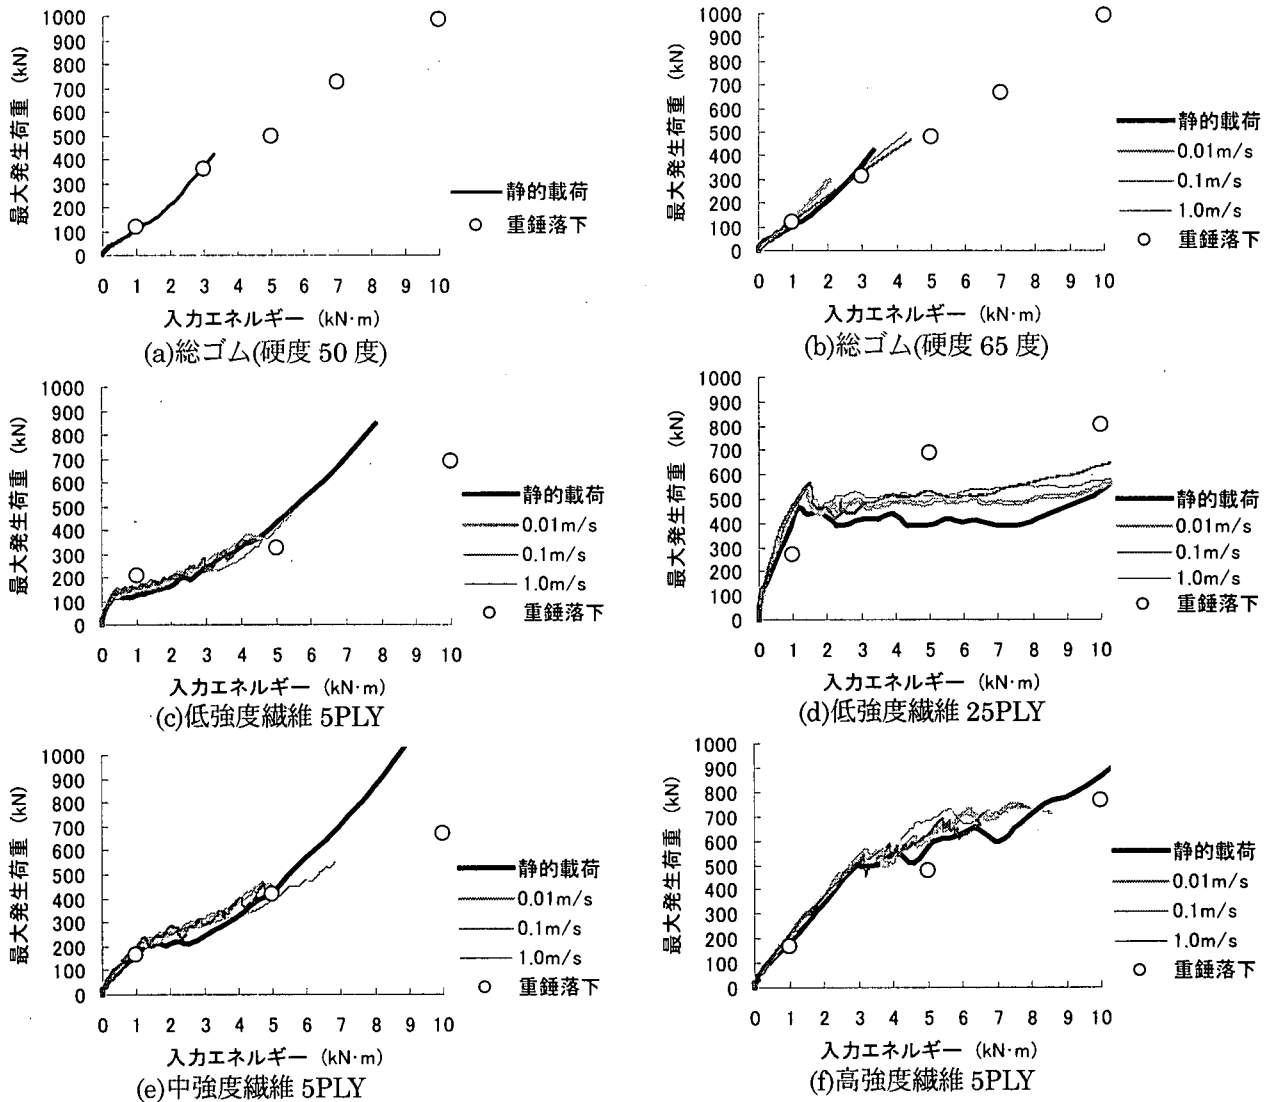 最大発生荷重 (kN)
1000
900
800
700
600
500
400
300
200
100
0
0 1 2 3 4 5 6 7 8 9 10
入力エネルギー (kN·m)
静的載荷
重錘落下
(a)総ゴム(硬度 50 度)
最大発生荷重 (kN)
1000
900
800
700
600
500
400
300
200
100
0
0 1 2 3 4 5 6 7 8 9 10
入力エネルギー (kN·m)
静的載荷
0.01m/s
0.1m/s
1.0m/s
重錘落下
(b)総ゴム(硬度 65 度)
最大発生荷重 (kN)
1000
900
800
700
600
500
400
300
200
100
0
0 1 2 3 4 5 6 7 8 9 10
入力エネルギー (kN·m)
静的載荷
0.01m/s
0.1m/s
1.0m/s
重錘落下
(c)低強度繊維 5PLY
最大発生荷重 (kN)
1000
900
800
700
600
500
400
300
200
100
0
0 1 2 3 4 5 6 7 8 9 10
入力エネルギー (kN·m)
静的載荷
0.01m/s
0.1m/s
1.0m/s
重錘落下
(d)低強度繊維 25PLY
最大発生荷重 (kN)
1000
900
800
700
600
500
400
300
200
100
0
0 1 2 3 4 5 6 7 8 9 10
入力エネルギー (kN·m)
静的載荷
0.01m/s
0.1m/s
1.0m/s
重錘落下
(e)中強度繊維 5PLY
最大発生荷重 (kN)
1000
900
800
700
600
500
400
300
200
100
0
0 1 2 3 4 5 6 7 8 9 10
入力エネルギー (kN·m)
静的載荷
0.01m/s
0.1m/s
1.0m/s
重錘落下
(f)高強度繊維 5PLY